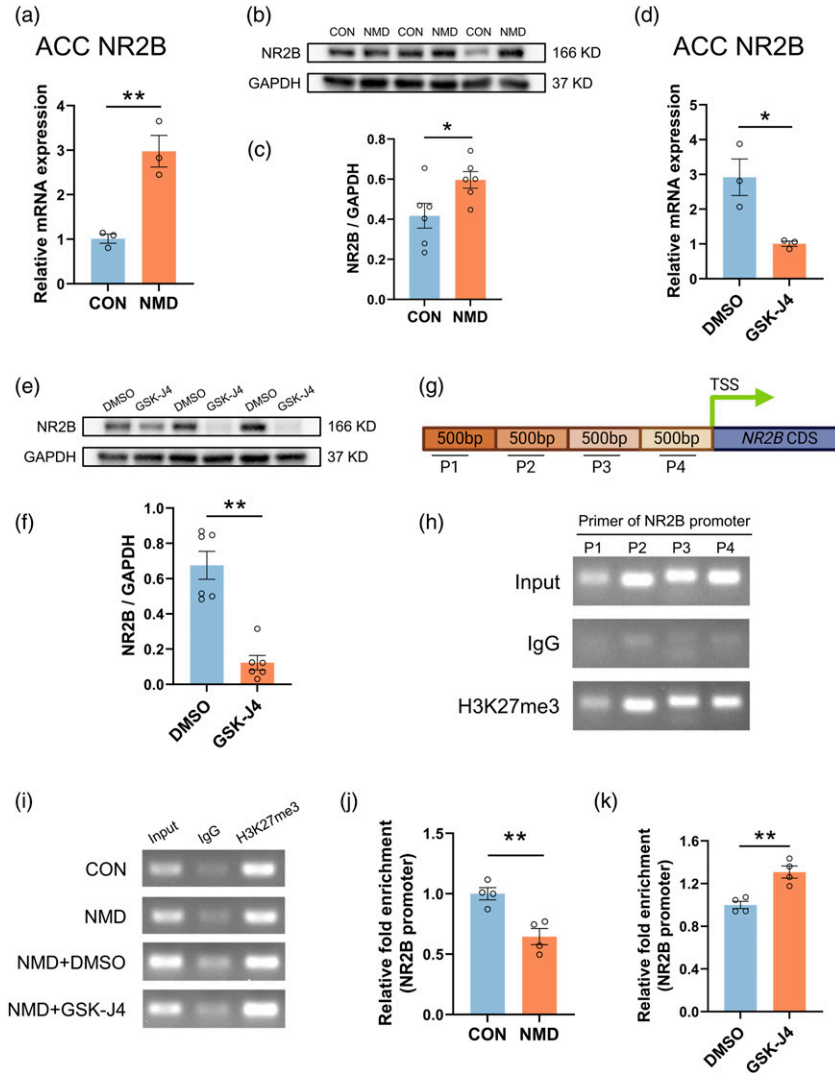 (a)
ACC NR2B
Relative mRNA expression
4
3
2
1
0
**
CON NMD
(b)
CON NMD CON NMD CON NMD
NR2B 166 KD
GAPDH 37 KD
(c)
NR2B / GAPDH
0.8
0.6
0.4
0.2
0.0
*
CON NMD
(d)
ACC NR2B
Relative mRNA expression
5
4
3
2
1
0
*
DMSO GSK-J4
(e)
DMSO GSK-J4 DMSO GSK-J4 DMSO GSK-J4
NR2B 166 KD
GAPDH 37 KD
(f)
NR2B / GAPDH
1.0
0.8
0.6
0.4
0.2
0.0
**
DMSO GSK-J4
(g)
TSS
500bp 500bp 500bp 500bp NR2B CDS
P1 P2 P3 P4
(h)
Primer of NR2B promoter
P1 P2 P3 P4
Input
IgG
H3K27me3
(i)
Input IgG H3K27me3
CON
NMD
NMD+DMSO
NMD+GSK-J4
(j)
Relative fold enrichment
(NR2B promoter)
1.5
1.0
0.5
0.0
**
CON NMD
(k)
Relative fold enrichment
(NR2B promoter)
1.5
1.2
0.9
0.6
0.3
0.0
**
DMSO GSK-J4